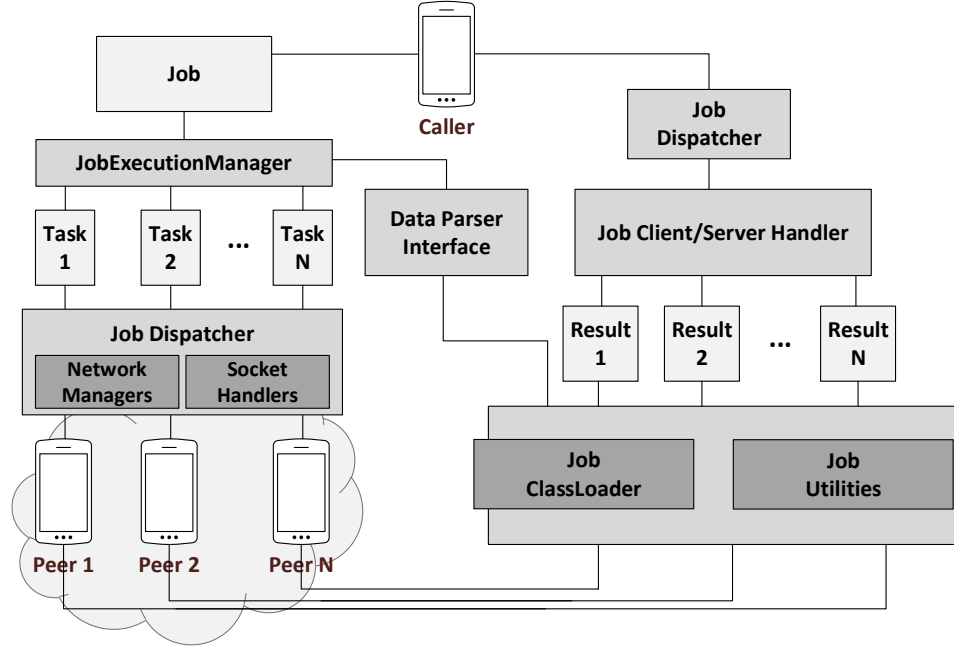 Job
Caller
Job
Dispatcher
JobExecutionManager
Data Parser
Interface
Job Client/Server Handler
Task
1
Task
2
...
Task
N
Job Dispatcher
Network
Managers
Socket
Handlers
Result
1
Result
2
...
Result
N
Job
ClassLoader
Job
Utilities
Peer 1
Peer 2
Peer N